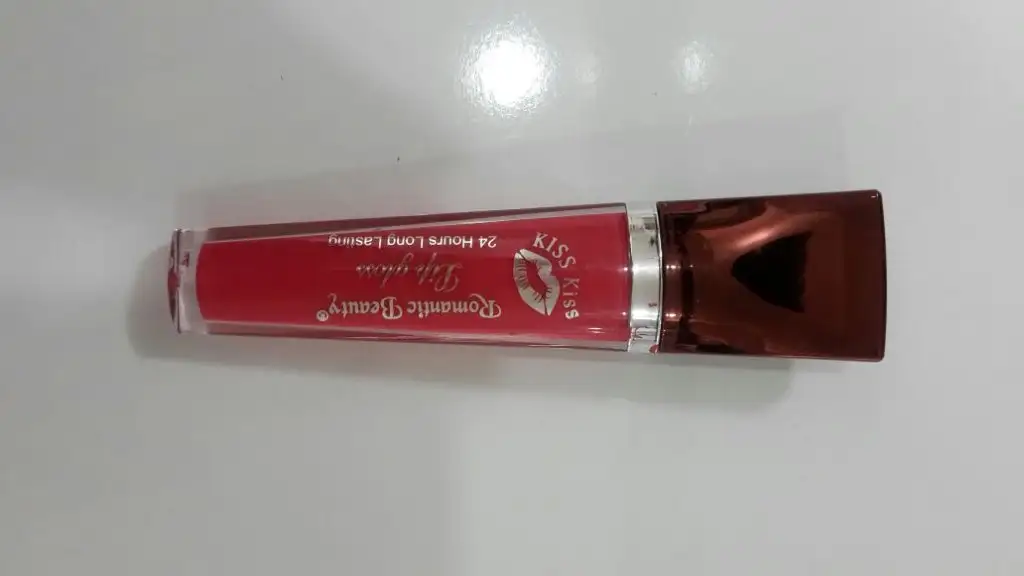 KISS Kiss
Romantic Beauty©
Lip gloss
24 Hours Long Lasting